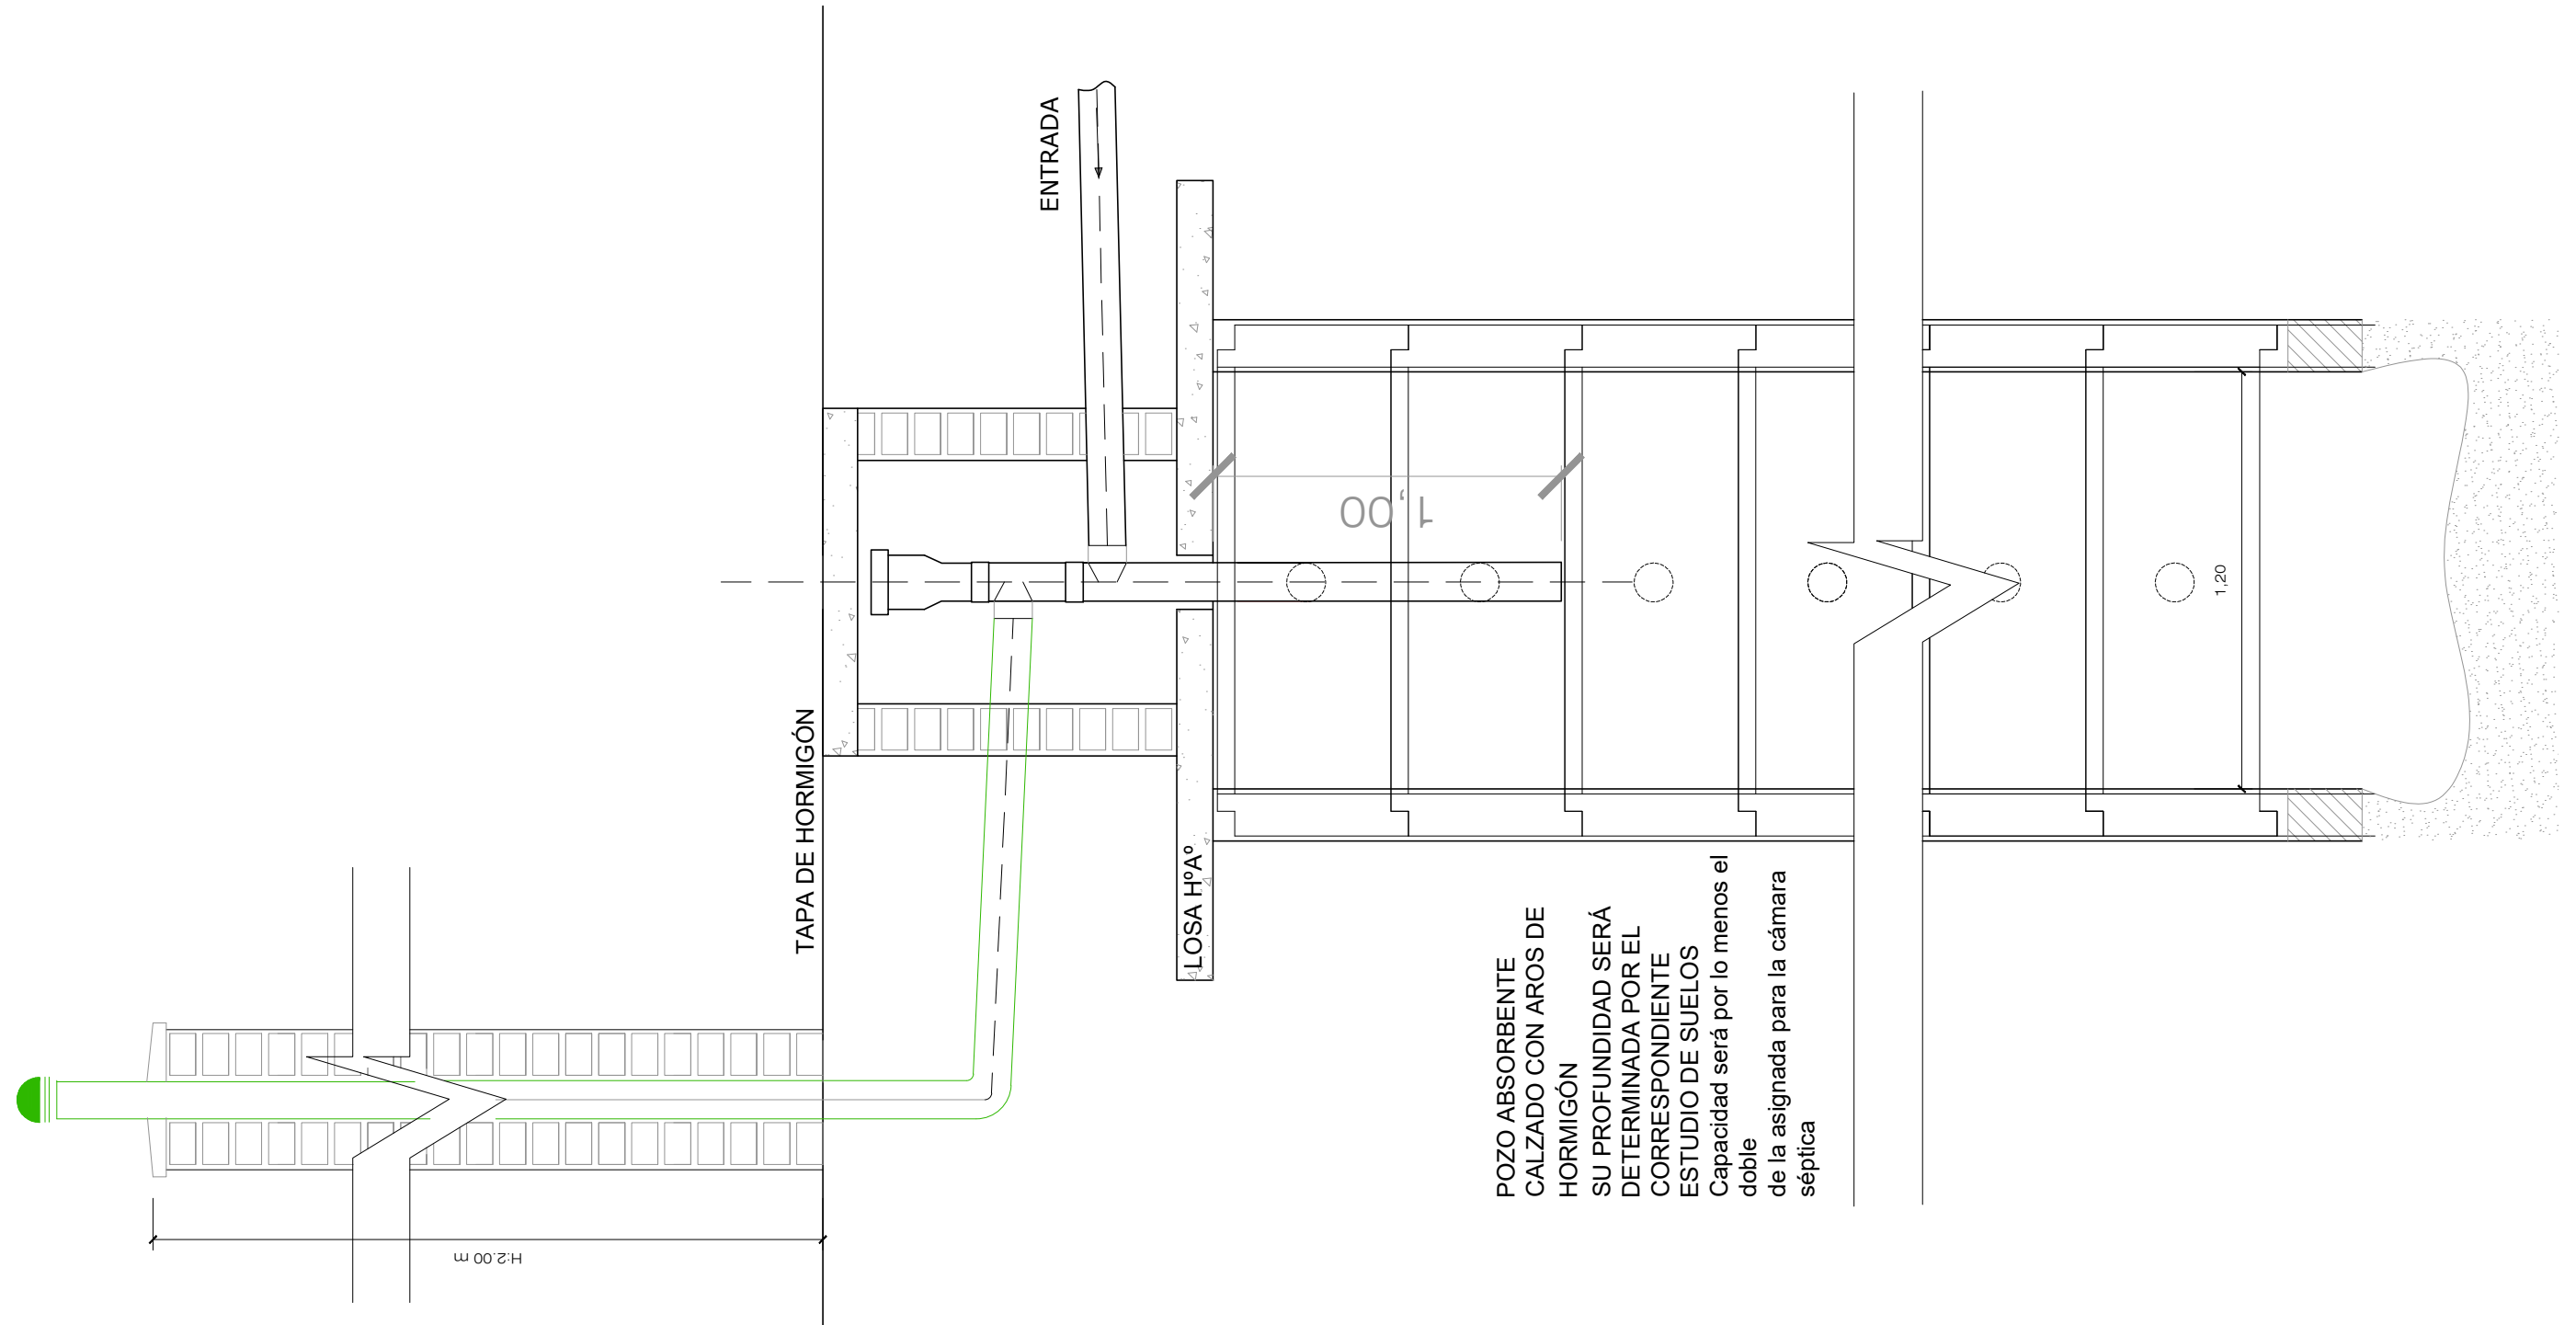 ENTRADA
TAPA DE HORMIGÓN
LOSA HºAº
1,00
1,20
H:2.00 m
POZO ABSORBENTE
CALZADO CON AROS DE
HORMIGÓN
SU PROFUNDIDAD SERÁ
DETERMINADA POR EL
CORRESPONDIENTE
ESTUDIO DE SUELOS
Capacidad será por lo menos el
doble
de la asignada para la cámara
séptica